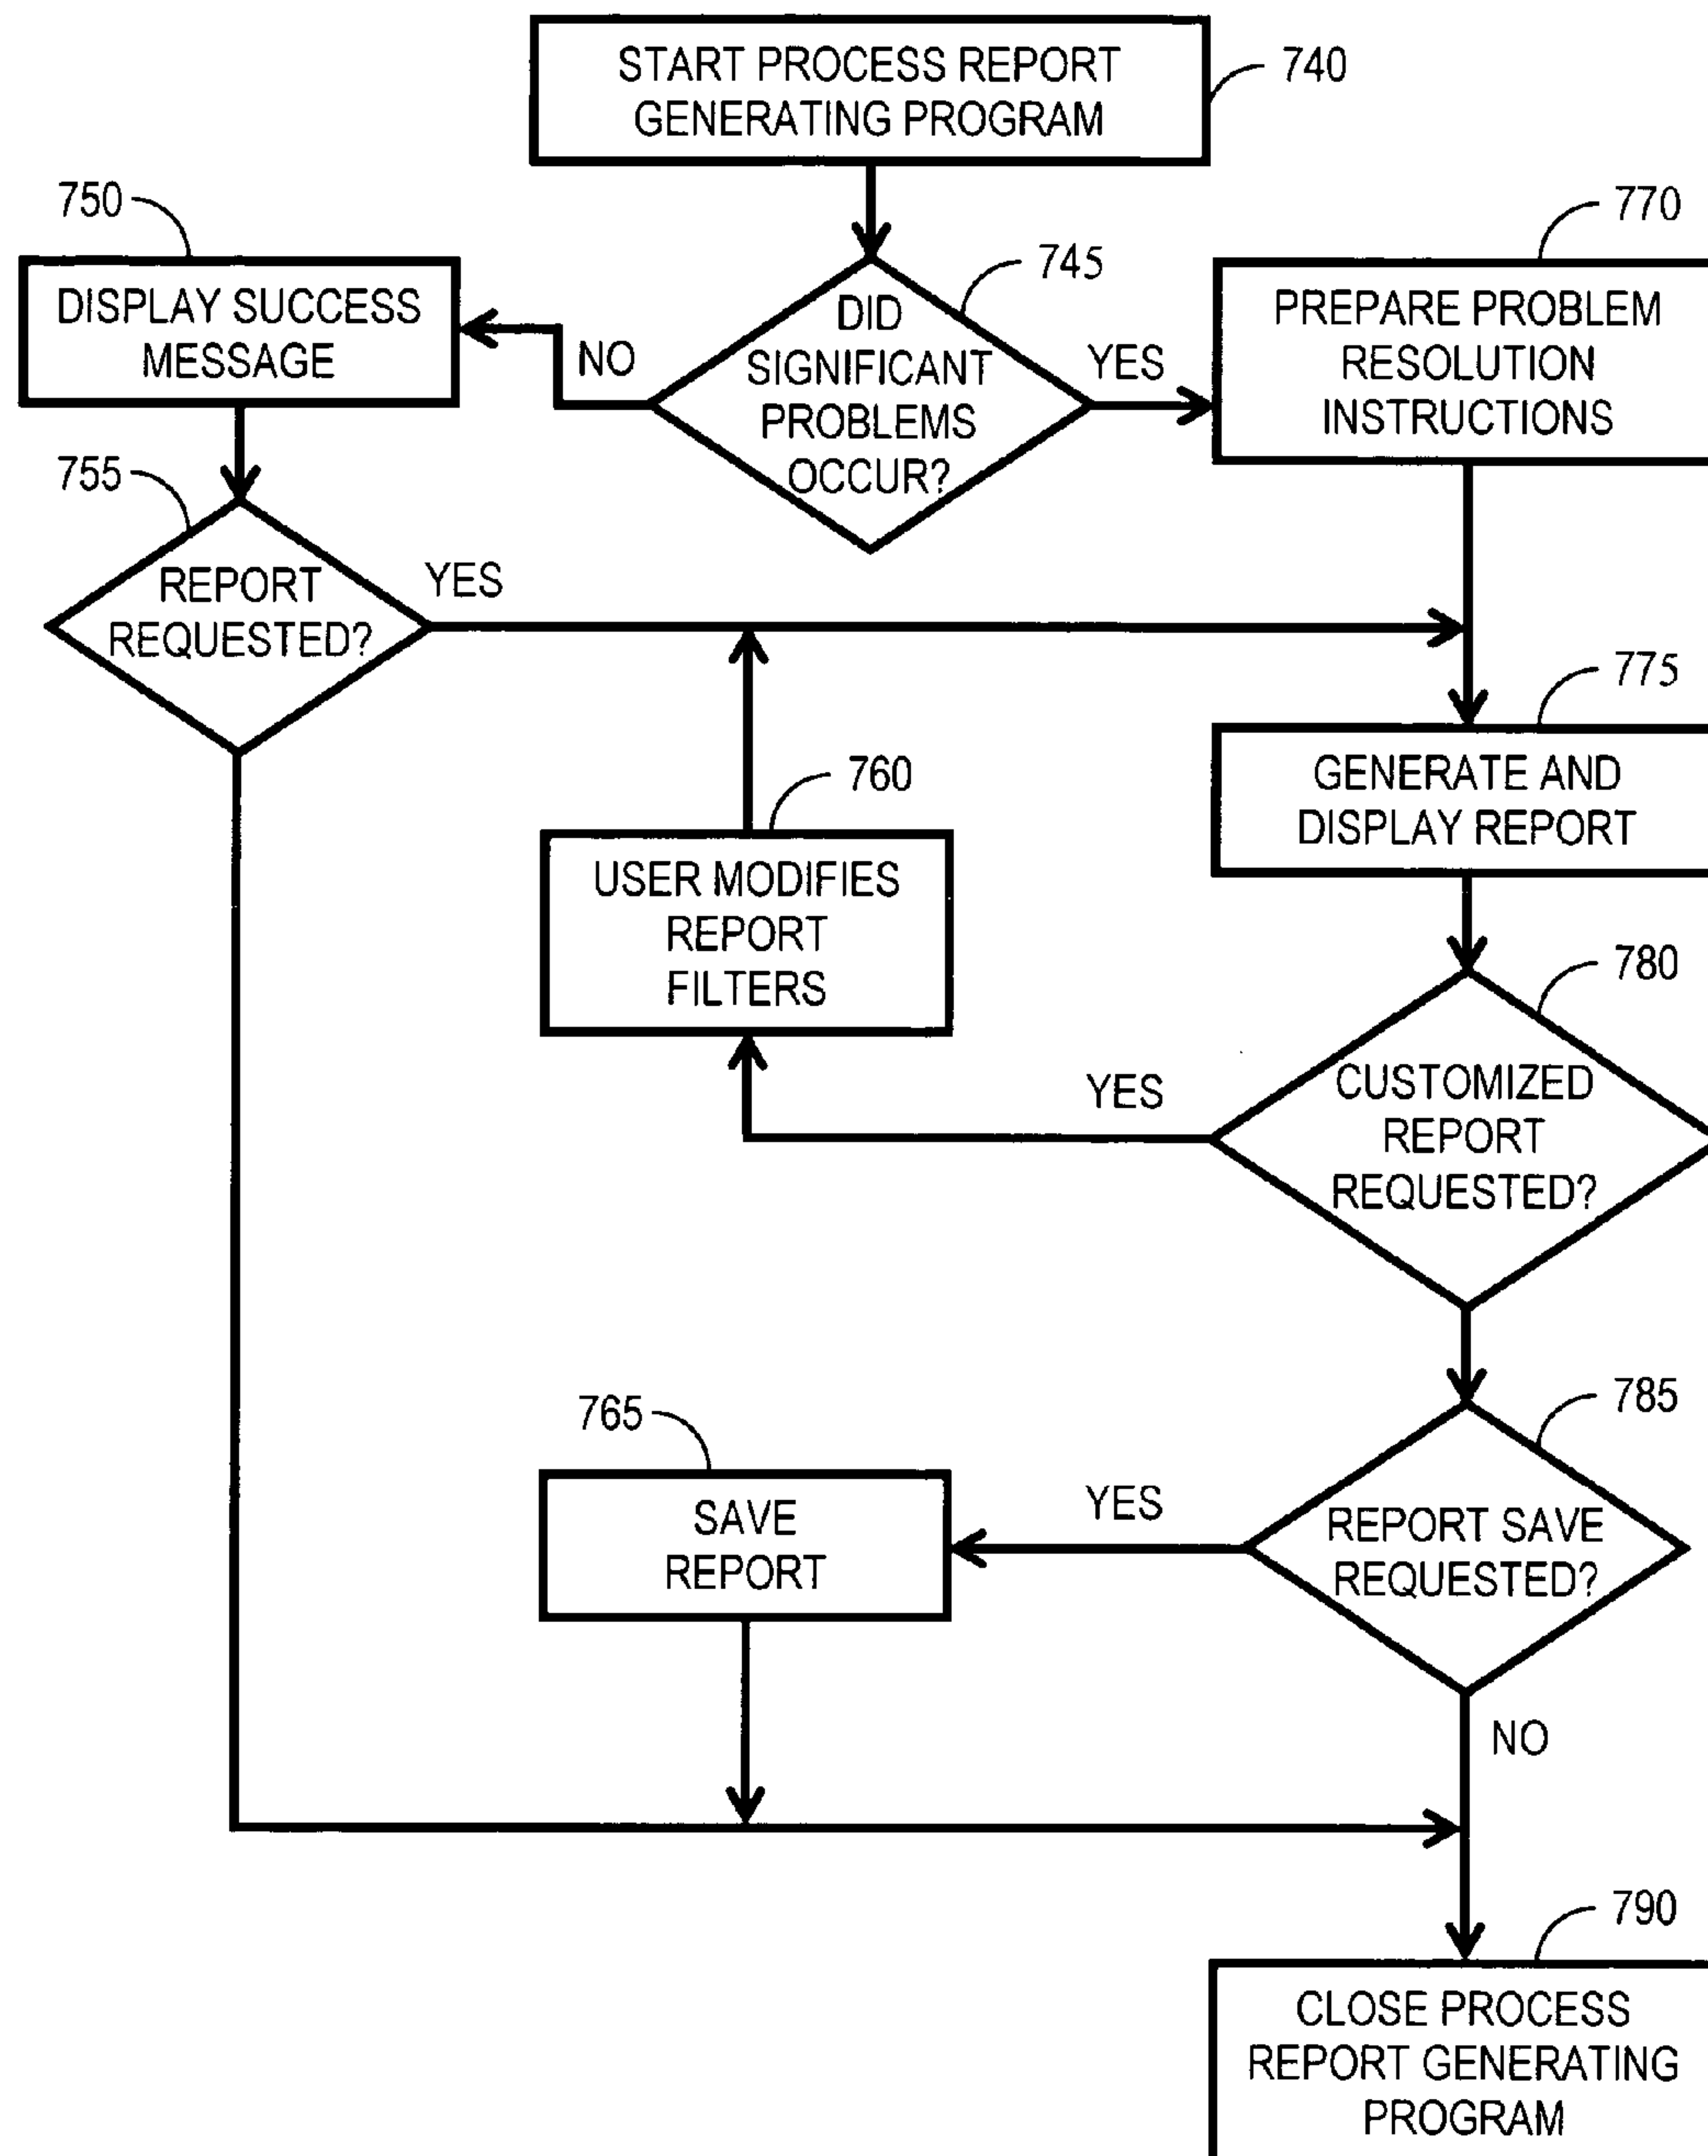 START PROCESS REPORT
GENERATING PROGRAM
740
750
DISPLAY SUCCESS
MESSAGE
NO
745
DID
SIGNIFICANT
PROBLEMS
OCCUR?
YES
770
PREPARE PROBLEM
RESOLUTION
INSTRUCTIONS
755
REPORT
REQUESTED?
YES
775
GENERATE AND
DISPLAY REPORT
760
USER MODIFIES
REPORT
FILTERS
780
CUSTOMIZED
REPORT
REQUESTED?
YES
785
REPORT SAVE
REQUESTED?
YES
765
SAVE
REPORT
NO
790
CLOSE PROCESS
REPORT GENERATING
PROGRAM